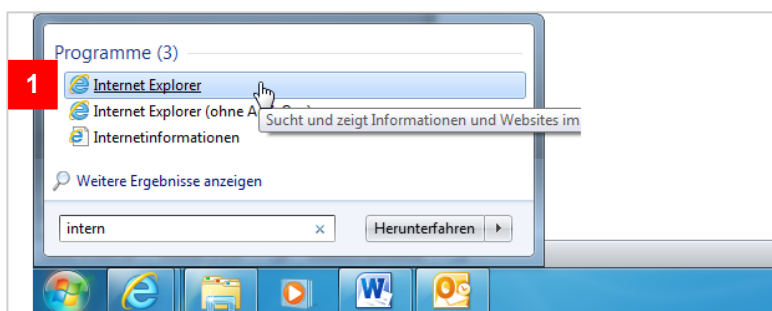 Programme (3)
1
Internet Explorer
Internet Explorer (ohne A
Sucht und zeigt Informationen und Websites im
Internetinformationen
Weitere Ergebnisse anzeigen
intern
Herunterfahren